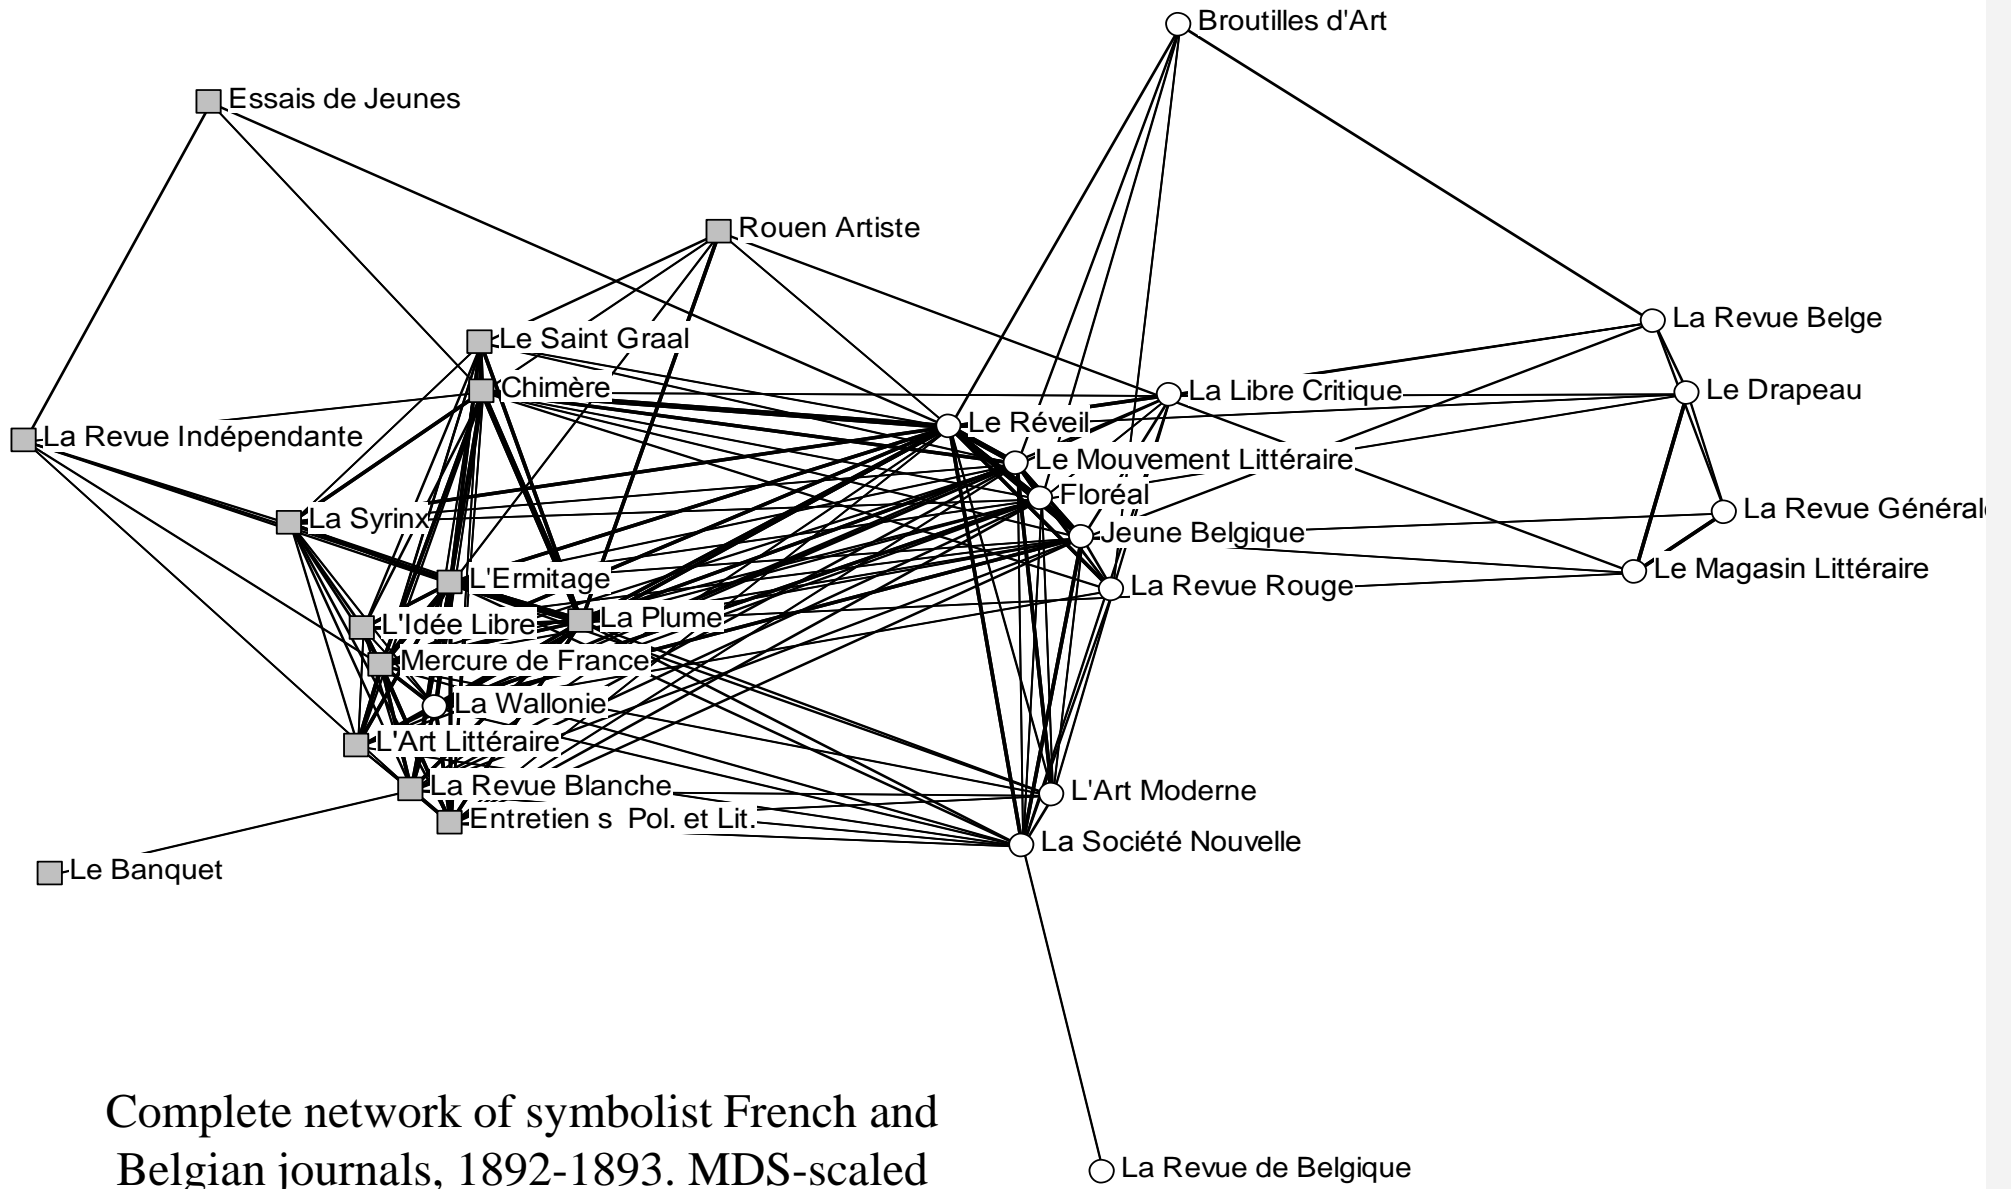 Broutilles d'Art
Essais de Jeunes
Rouen Artiste
La Revue Belge
Le Saint Graal
Chimère
La Libre Critique
Le Drapeau
Le Réveil
La Revue Indépendante
Le Mouvement Littéraire
Floréal
La Syrinx
La Revue Général
Jeune Belgique
Le Magasin Littéraire
L'Ermitage
La Revue Rouge
La Plume
L'Idée Libre
Mercure de France
La Wallonie
L'Art Littéraire
La Revue Blanche
L'Art Moderne
Entretien s Pol. et Lit.
La Société Nouvelle
Le Banquet
Complete network of symbolist French and
Belgian journals, 1892-1893. MDS-scaled
La Revue de Belgique